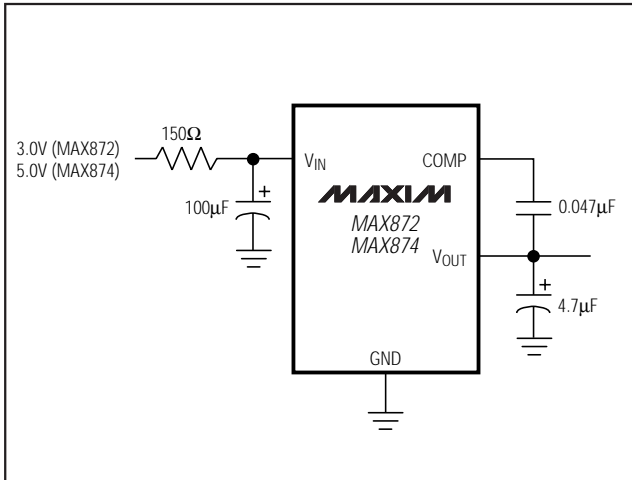 3.0V (MAX872)
5.0V (MAX874)
150Ω
100μF
+
VIN
COMP
MAXIM
MAX872
MAX874
VOUT
GND
0.047μF
+
4.7μF